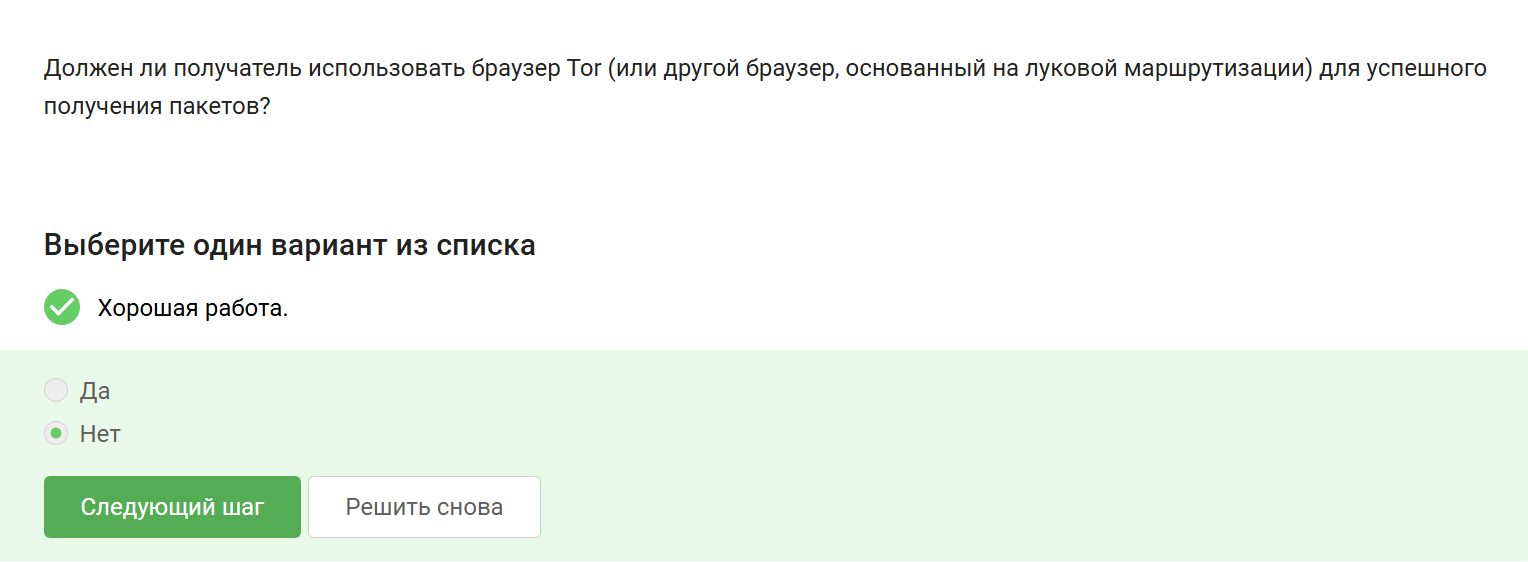 Должен ли получатель использовать браузер Tor (или другой браузер, основанный на луковой маршрутизации) для успешного
получения пакетов?
Выберите один вариант из списка
Хорошая работа.
Да
Нет
Следующий шаг
Решить снова